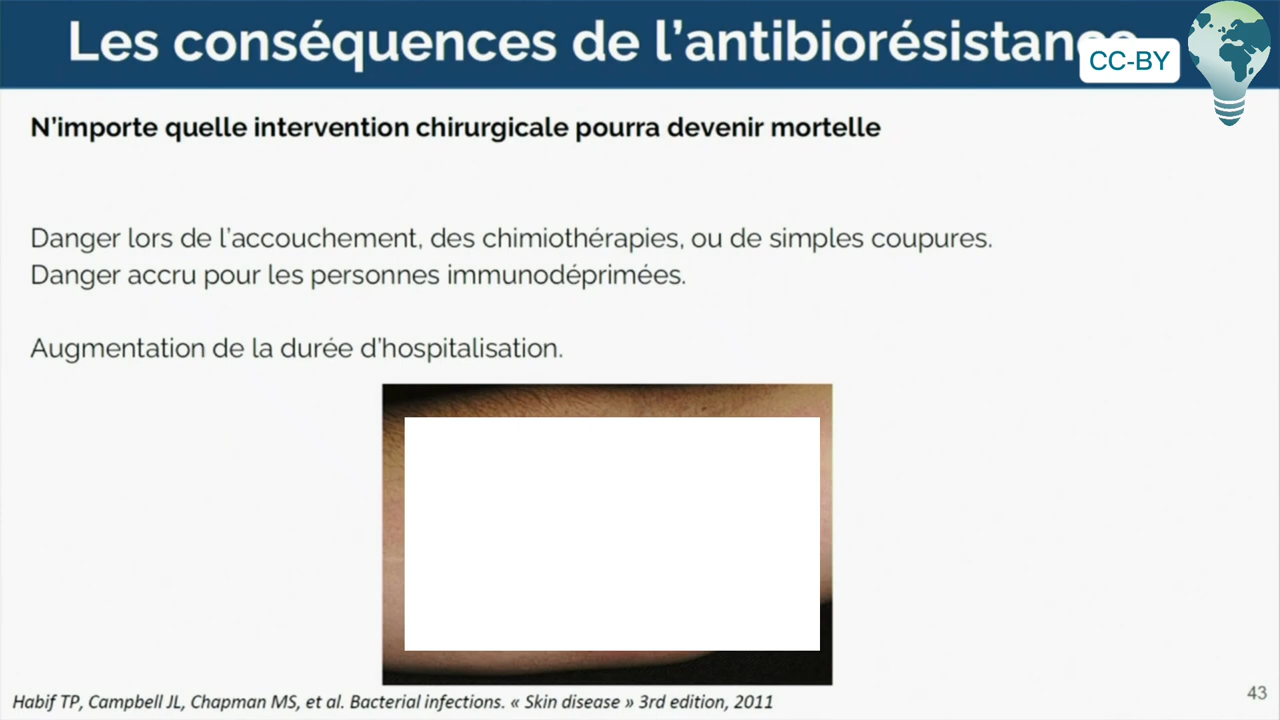 Les conséquences de l'antibiorésistance
CC-BY
N'importe quelle intervention chirurgicale pourra devenir mortelle
Danger lors de l'accouchement, des chimiothérapies, ou de simples coupures.
Danger accru pour les personnes immunodéprimées.
Augmentation de la durée d'hospitalisation.
Habif TP, Campbell JL, Chapman MS, et al. Bacterial infections. « Skin disease » 3rd edition, 2011
43